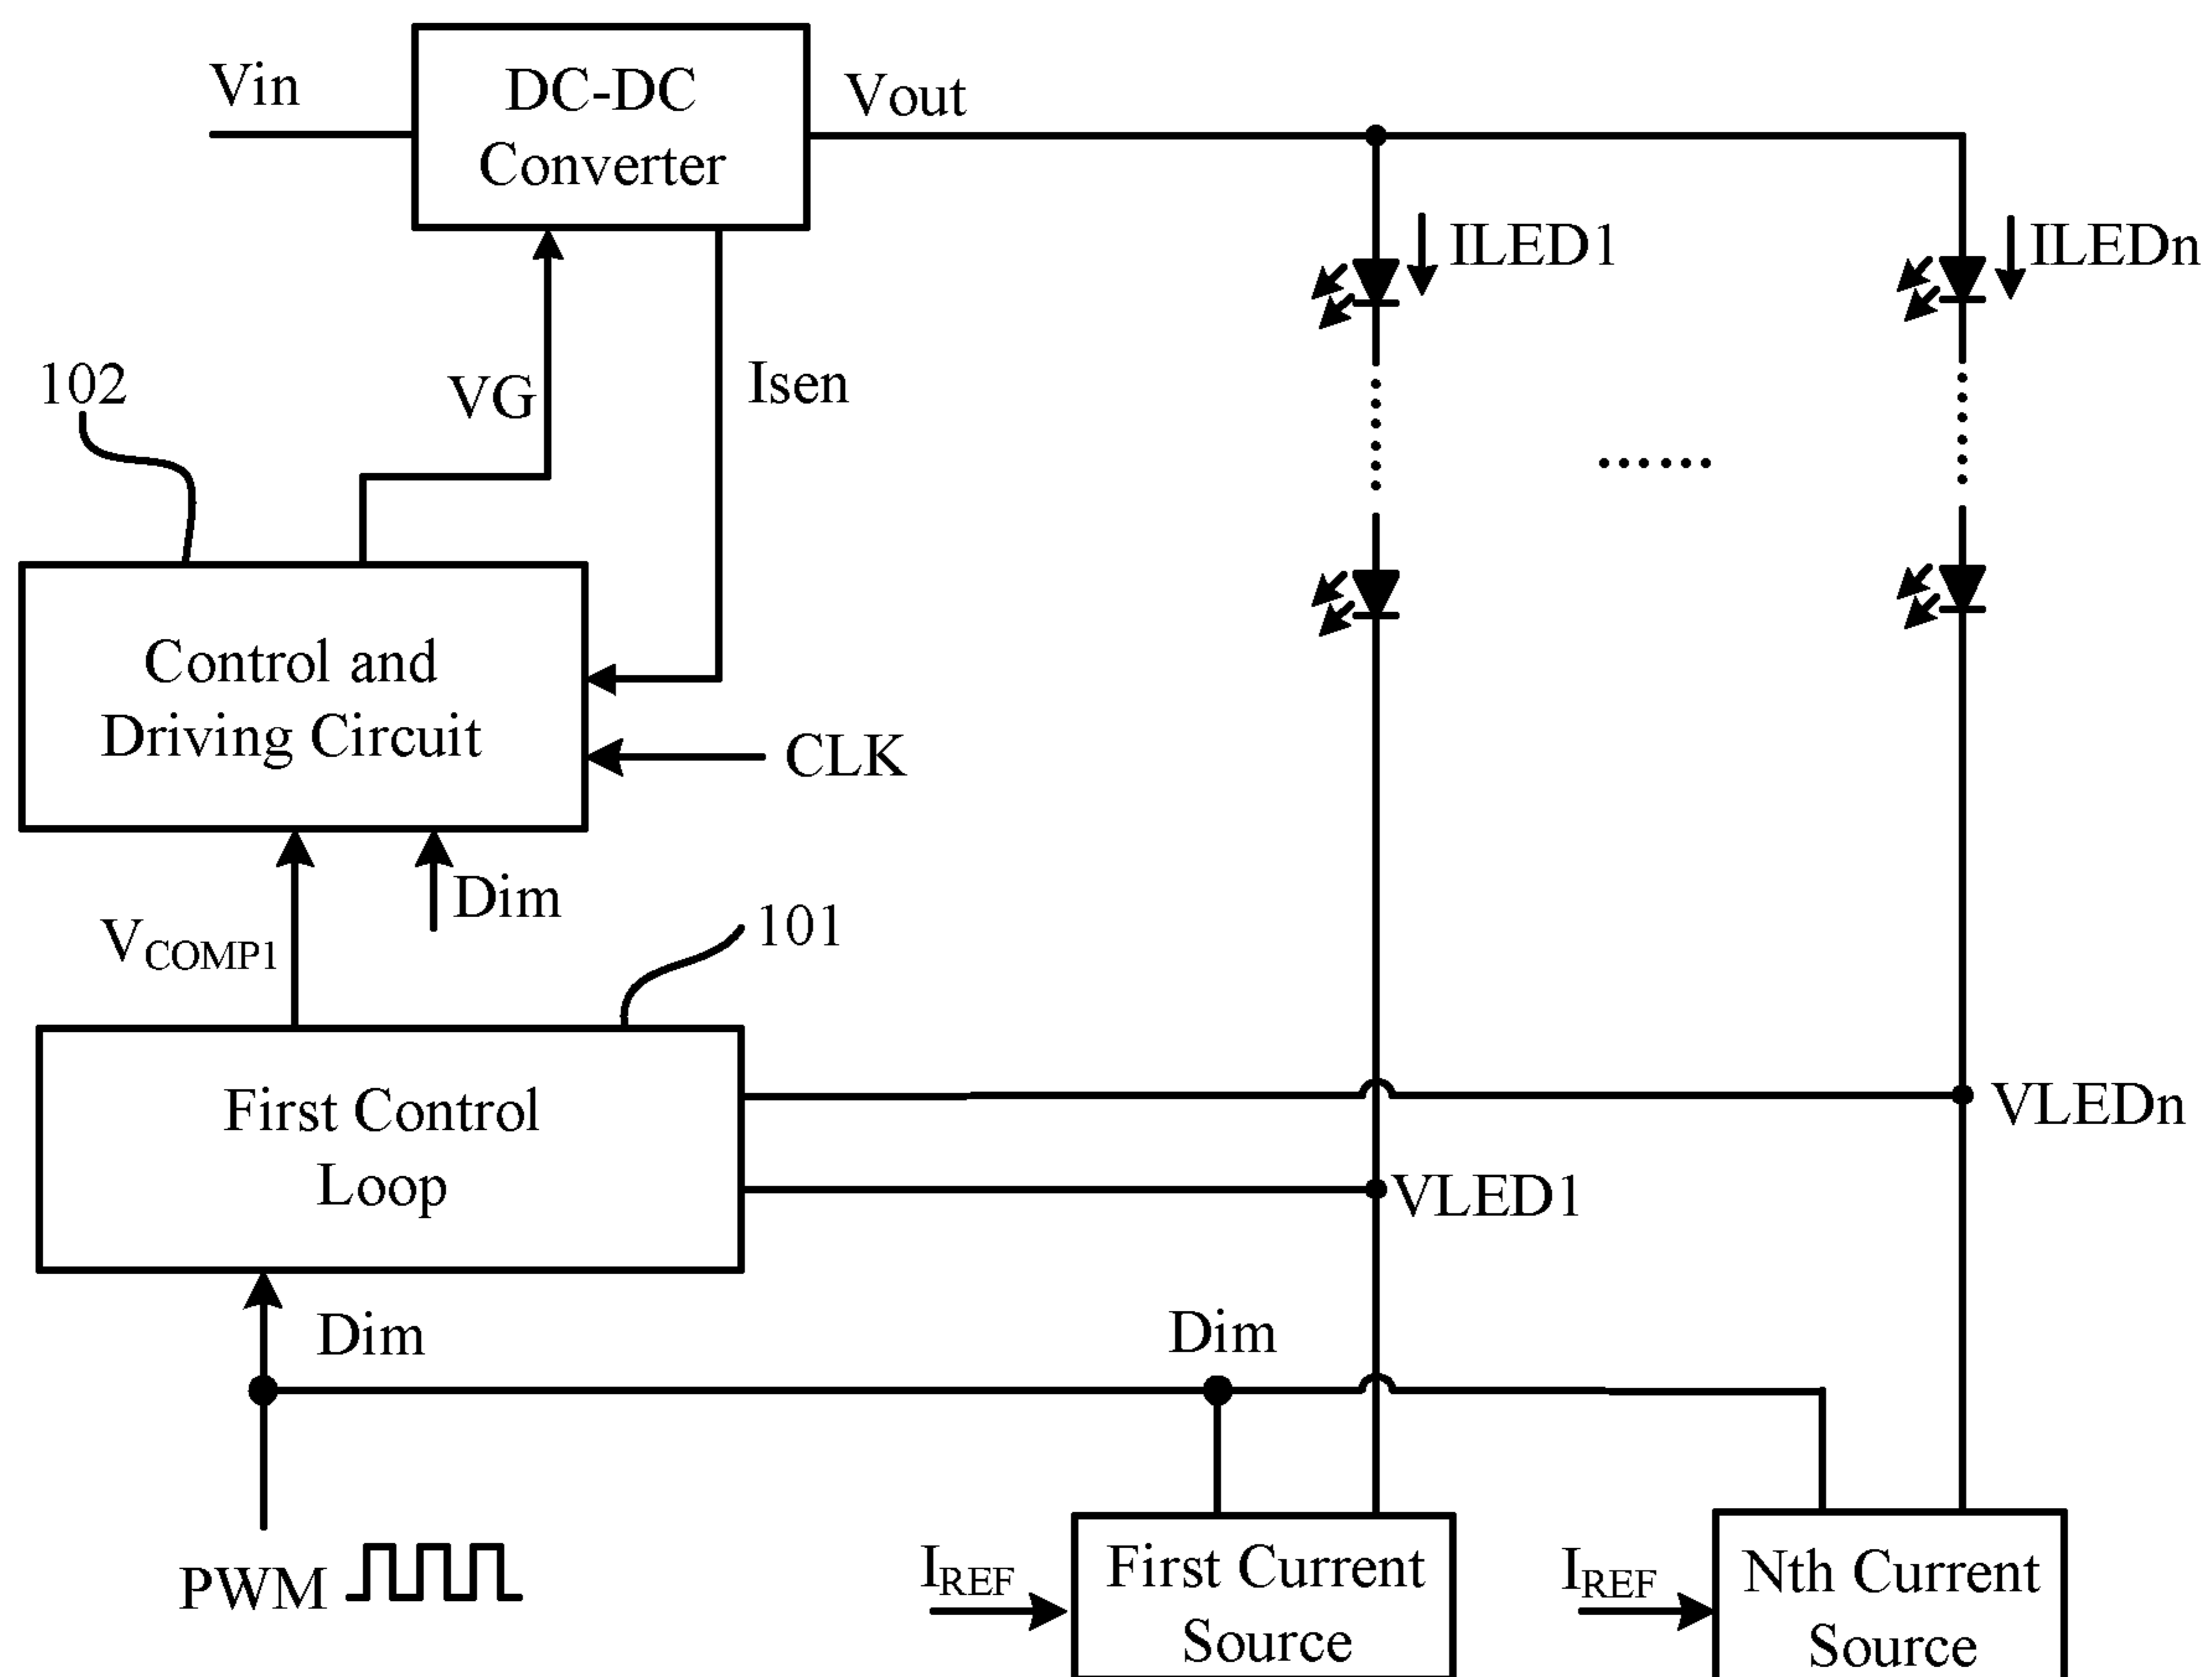 Vin
DC-DC
Converter
Vout
ILED1
ILEDn
102
VG
Isen
Control and
Driving Circuit
CLK
Dim
VCOMP1
101
First Control
Loop
VLEDn
VLED1
Dim
Dim
PWM
IREF
First Current
Source
IREF
Nth Current
Source